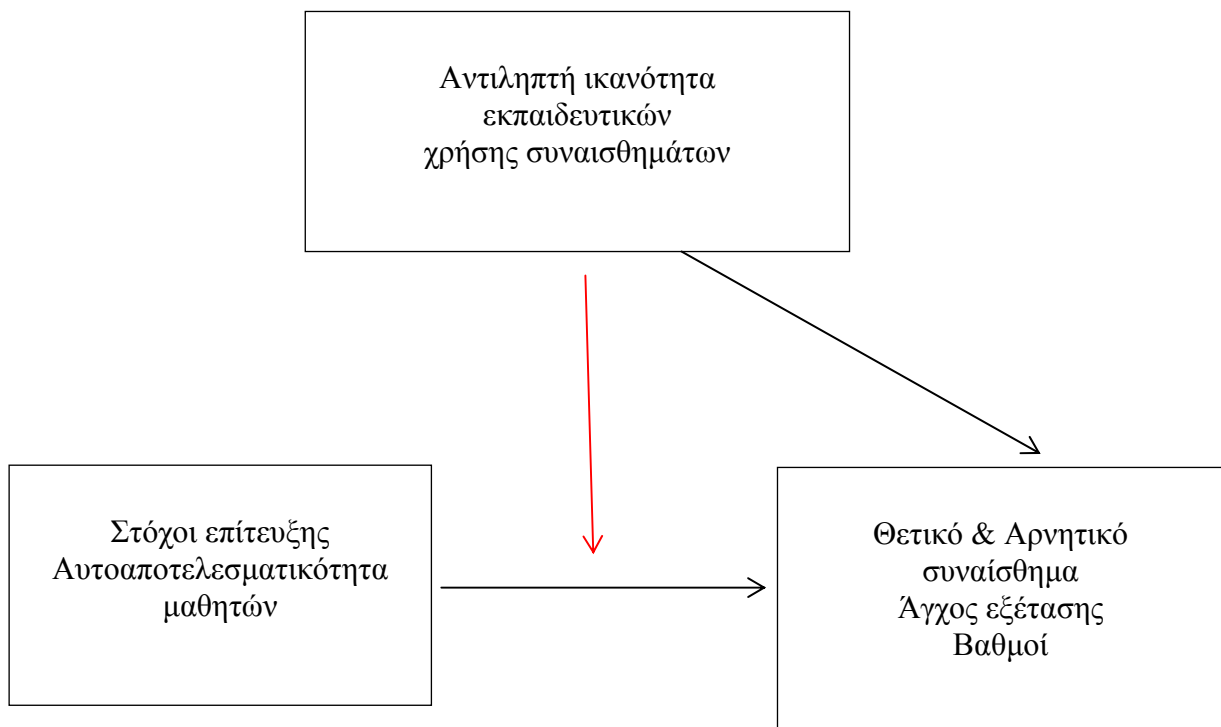 Αντιληπτή ικανότητα
εκπαιδευτικών
χρήσης συναισθημάτων
Στόχοι επίτευξης
Αυτοαποτελεσματικότητα
μαθητών
Θετικό & Αρνητικό
συναίσθημα
Άγχος εξέτασης
Βαθμοί